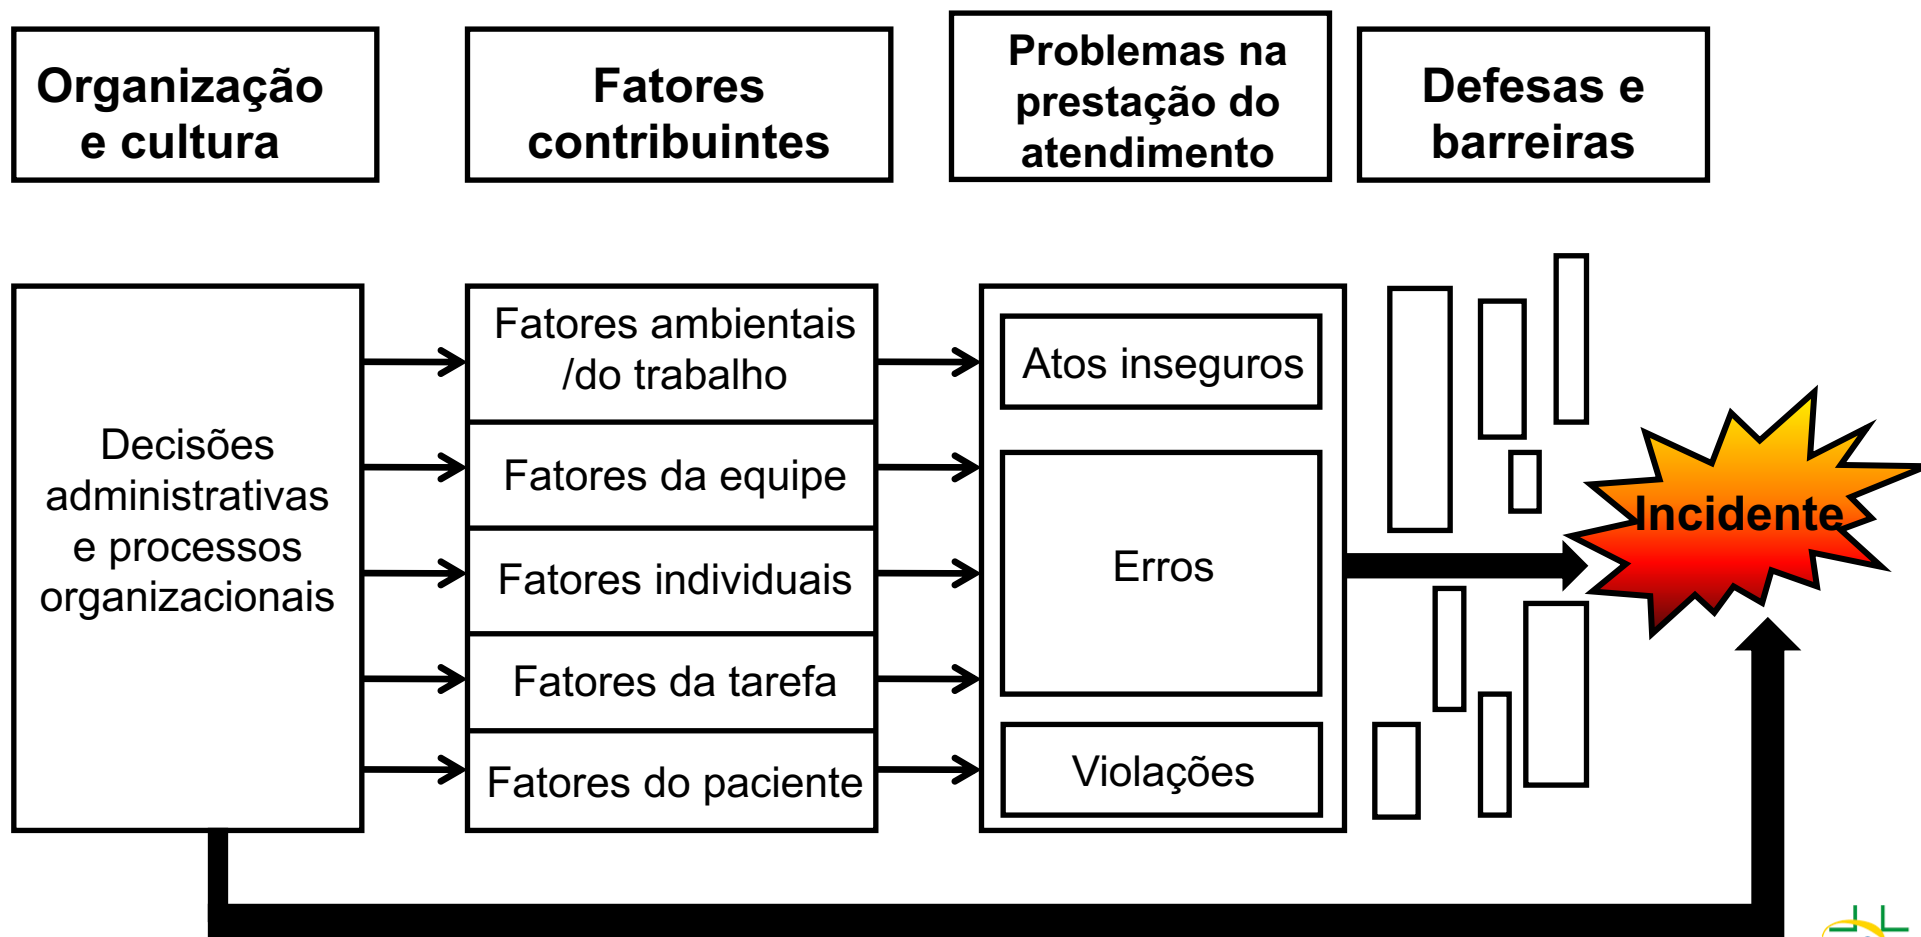 Organização
e cultura
Fatores
contribuintes
Problemas na
prestação do
atendimento
Defesas e
barreiras
Decisões
administrativas
e processos
organizacionais
Fatores ambientais
/do trabalho
Fatores da equipe
Fatores individuais
Fatores da tarefa
Fatores do paciente
Atos inseguros
Erros
Violações
Incidente